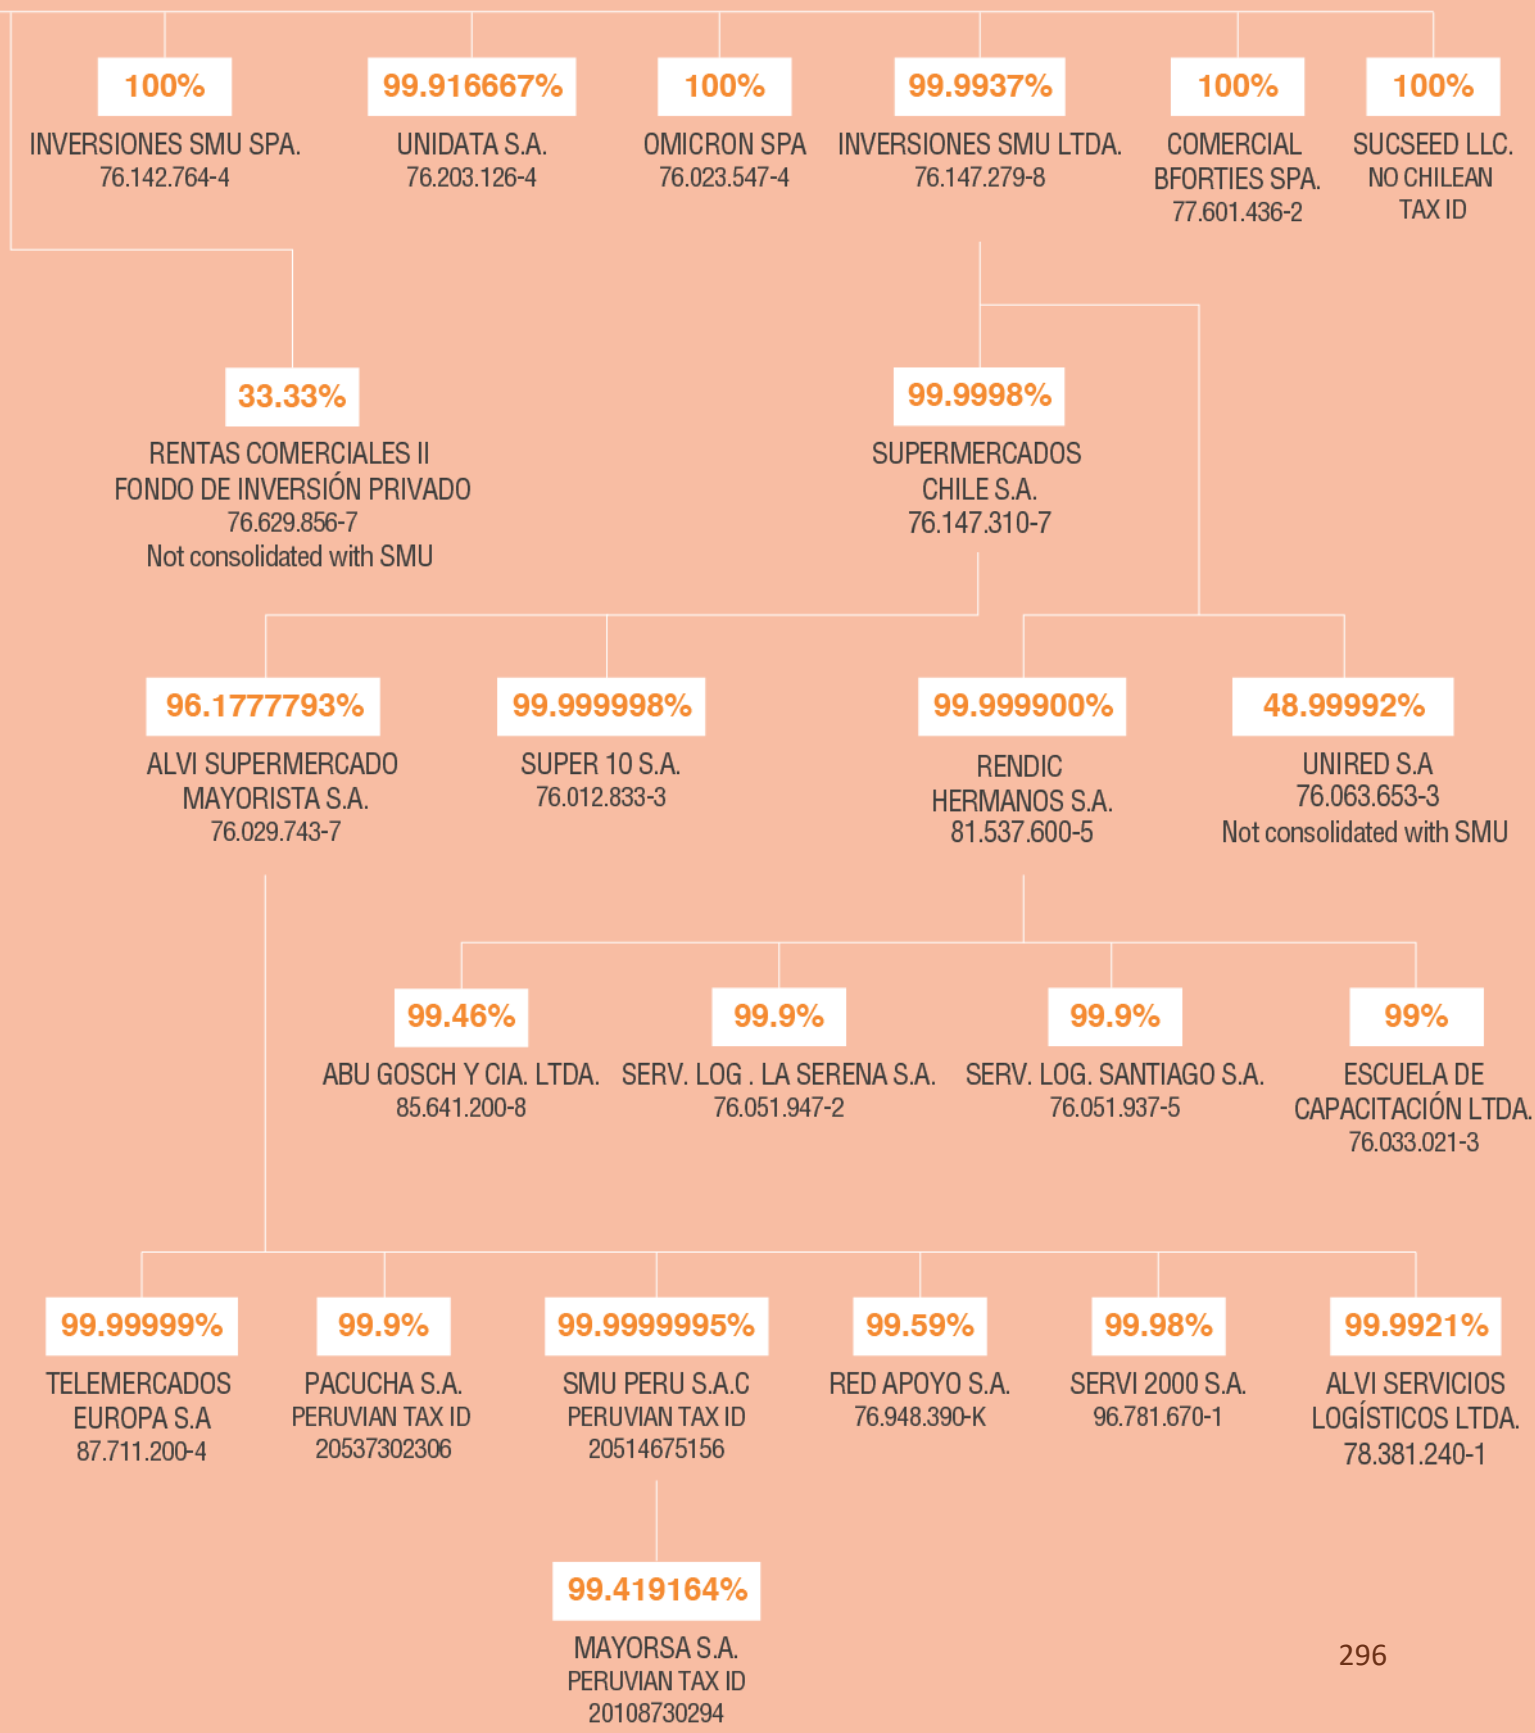 100%
INVERSIONES SMU SPA.
76.142.764-4
99.916667%
UNIDATA S.A.
76.203.126-4
100%
OMICRON SPA
76.023.547-4
99.9937%
INVERSIONES SMU LTDA.
76.147.279-8
100%
COMERCIAL
BFORTIES SPA.
77.601.436-2
100%
SUCSEED LLC.
NO CHILEAN
TAX ID
33.33%
RENTAS COMERCIALES II
FONDO DE INVERSIÓN PRIVADO
76.629.856-7
Not consolidated with SMU
99.9998%
SUPERMERCADOS
CHILE S.A.
76.147.310-7
96.1777793%
ALVI SUPERMERCADO
MAYORISTA S.A.
76.029.743-7
99.999998%
SUPER 10 S.A.
76.012.833-3
99.999900%
RENDIC
HERMANOS S.A.
81.537.600-5
48.99992%
UNIRED S.A
76.063.653-3
Not consolidated with SMU
99.46%
ABU GOSCH Y CIA. LTDA.
85.641.200-8
99.9%
SERV. LOG . LA SERENA S.A.
76.051.947-2
99.9%
SERV. LOG. SANTIAGO S.A.
76.051.937-5
99%
ESCUELA DE
CAPACITACIÓN LTDA.
76.033.021-3
99.99999%
TELEMERCADOS
EUROPA S.A
87.711.200-4
99.9%
PACUCHA S.A.
PERUVIAN TAX ID
20537302306
99.9999995%
SMU PERU S.A.C
PERUVIAN TAX ID
20514675156
99.59%
RED APOYO S.A.
76.948.390-K
99.98%
SERVI 2000 S.A.
96.781.670-1
99.9921%
ALVI SERVICIOS
LOGÍSTICOS LTDA.
78.381.240-1
99.419164%
MAYORSA S.A.
PERUVIAN TAX ID
20108730294
296